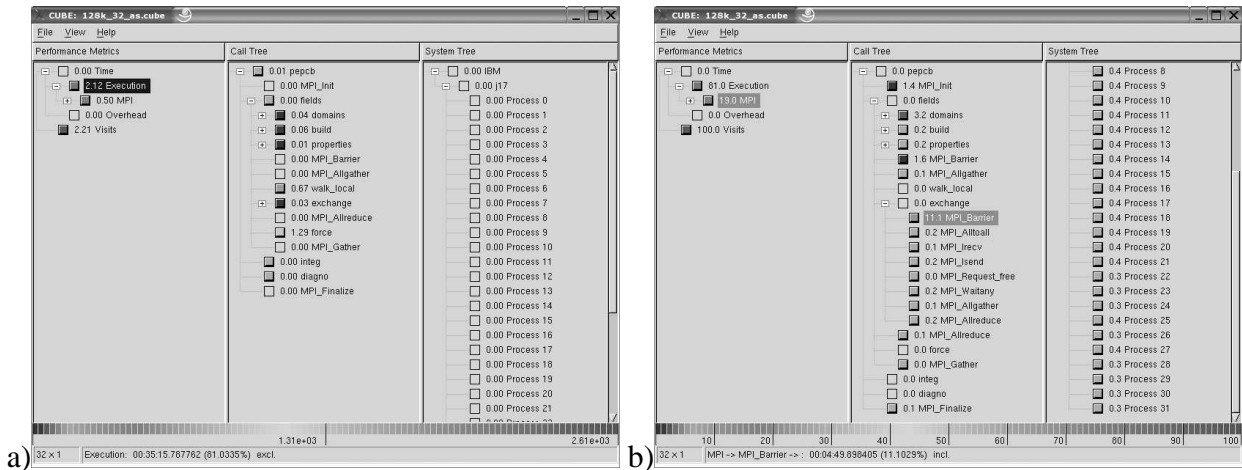 CUBE: 128k_32_as.cube
File View Help
Performance Metrics
0.00 Time
2.12 Execution
0.50 MPI
0.00 Overhead
2.21 Visits
Call Tree
0.01 pepcb
0.00 MPI_Init
0.00 fields
0.04 domains
0.06 build
0.01 properties
0.00 MPI_Barrier
0.00 MPI_Allgather
0.67 walk_local
0.03 exchange
0.00 MPI_Allreduce
1.29 force
0.00 MPI_Gather
0.00 integ
0.00 diagno
0.00 MPI_Finalize
System Tree
0.00 IBM
0.00 j17
0.00 Process 0
0.00 Process 1
0.00 Process 2
0.00 Process 3
0.00 Process 4
0.00 Process 5
0.00 Process 6
0.00 Process 7
0.00 Process 8
0.00 Process 9
0.00 Process 10
0.00 Process 11
0.00 Process 12
0.00 Process 13
0.00 Process 14
0.00 Process 15
0.00 Process 16
0.00 Process 17
0.00 Process 18
0.00 Process 19
0.00 Process 20
0.00 Process 21
1.31e+03 2.61e+03
a)
32 × 1 Execution: 00:35:15.787762 (81.0335%) excl.
CUBE: 128k_32_as.cube
File View Help
Performance Metrics
0.0 Time
81.0 Execution
19.0 MPI
0.0 Overhead
100.0 Visits
Call Tree
0.0 pepcb
1.4 MPI_Init
0.0 fields
3.2 domains
0.2 build
0.2 properties
1.6 MPI_Barrier
0.1 MPI_Allgather
0.0 walk_local
0.0 exchange
11.1 MPI_Barrier
0.2 MPI_Alltoall
0.1 MPI_Irecv
0.2 MPI_Isend
0.0 MPI_Request_free
0.2 MPI_Waitany
0.1 MPI_Allgather
0.2 MPI_Allreduce
0.1 MPI_Allreduce
0.0 force
0.0 MPI_Gather
0.0 integ
0.0 diagno
0.1 MPI_Finalize
System Tree
0.4 Process 8
0.4 Process 9
0.4 Process 10
0.4 Process 11
0.4 Process 12
0.4 Process 13
0.4 Process 14
0.4 Process 15
0.4 Process 16
0.4 Process 17
0.4 Process 18
0.4 Process 19
0.4 Process 20
0.4 Process 21
0.3 Process 22
0.3 Process 23
0.3 Process 24
0.4 Process 25
0.3 Process 26
0.4 Process 27
0.3 Process 28
0.3 Process 29
0.3 Process 30
0.3 Process 31
10 20 30 40 50 60 70 80 90 100
b)
32 × 1 MPI -> MPI_Barrier -> : 00:04:49.898405 (11.1029%) incl.